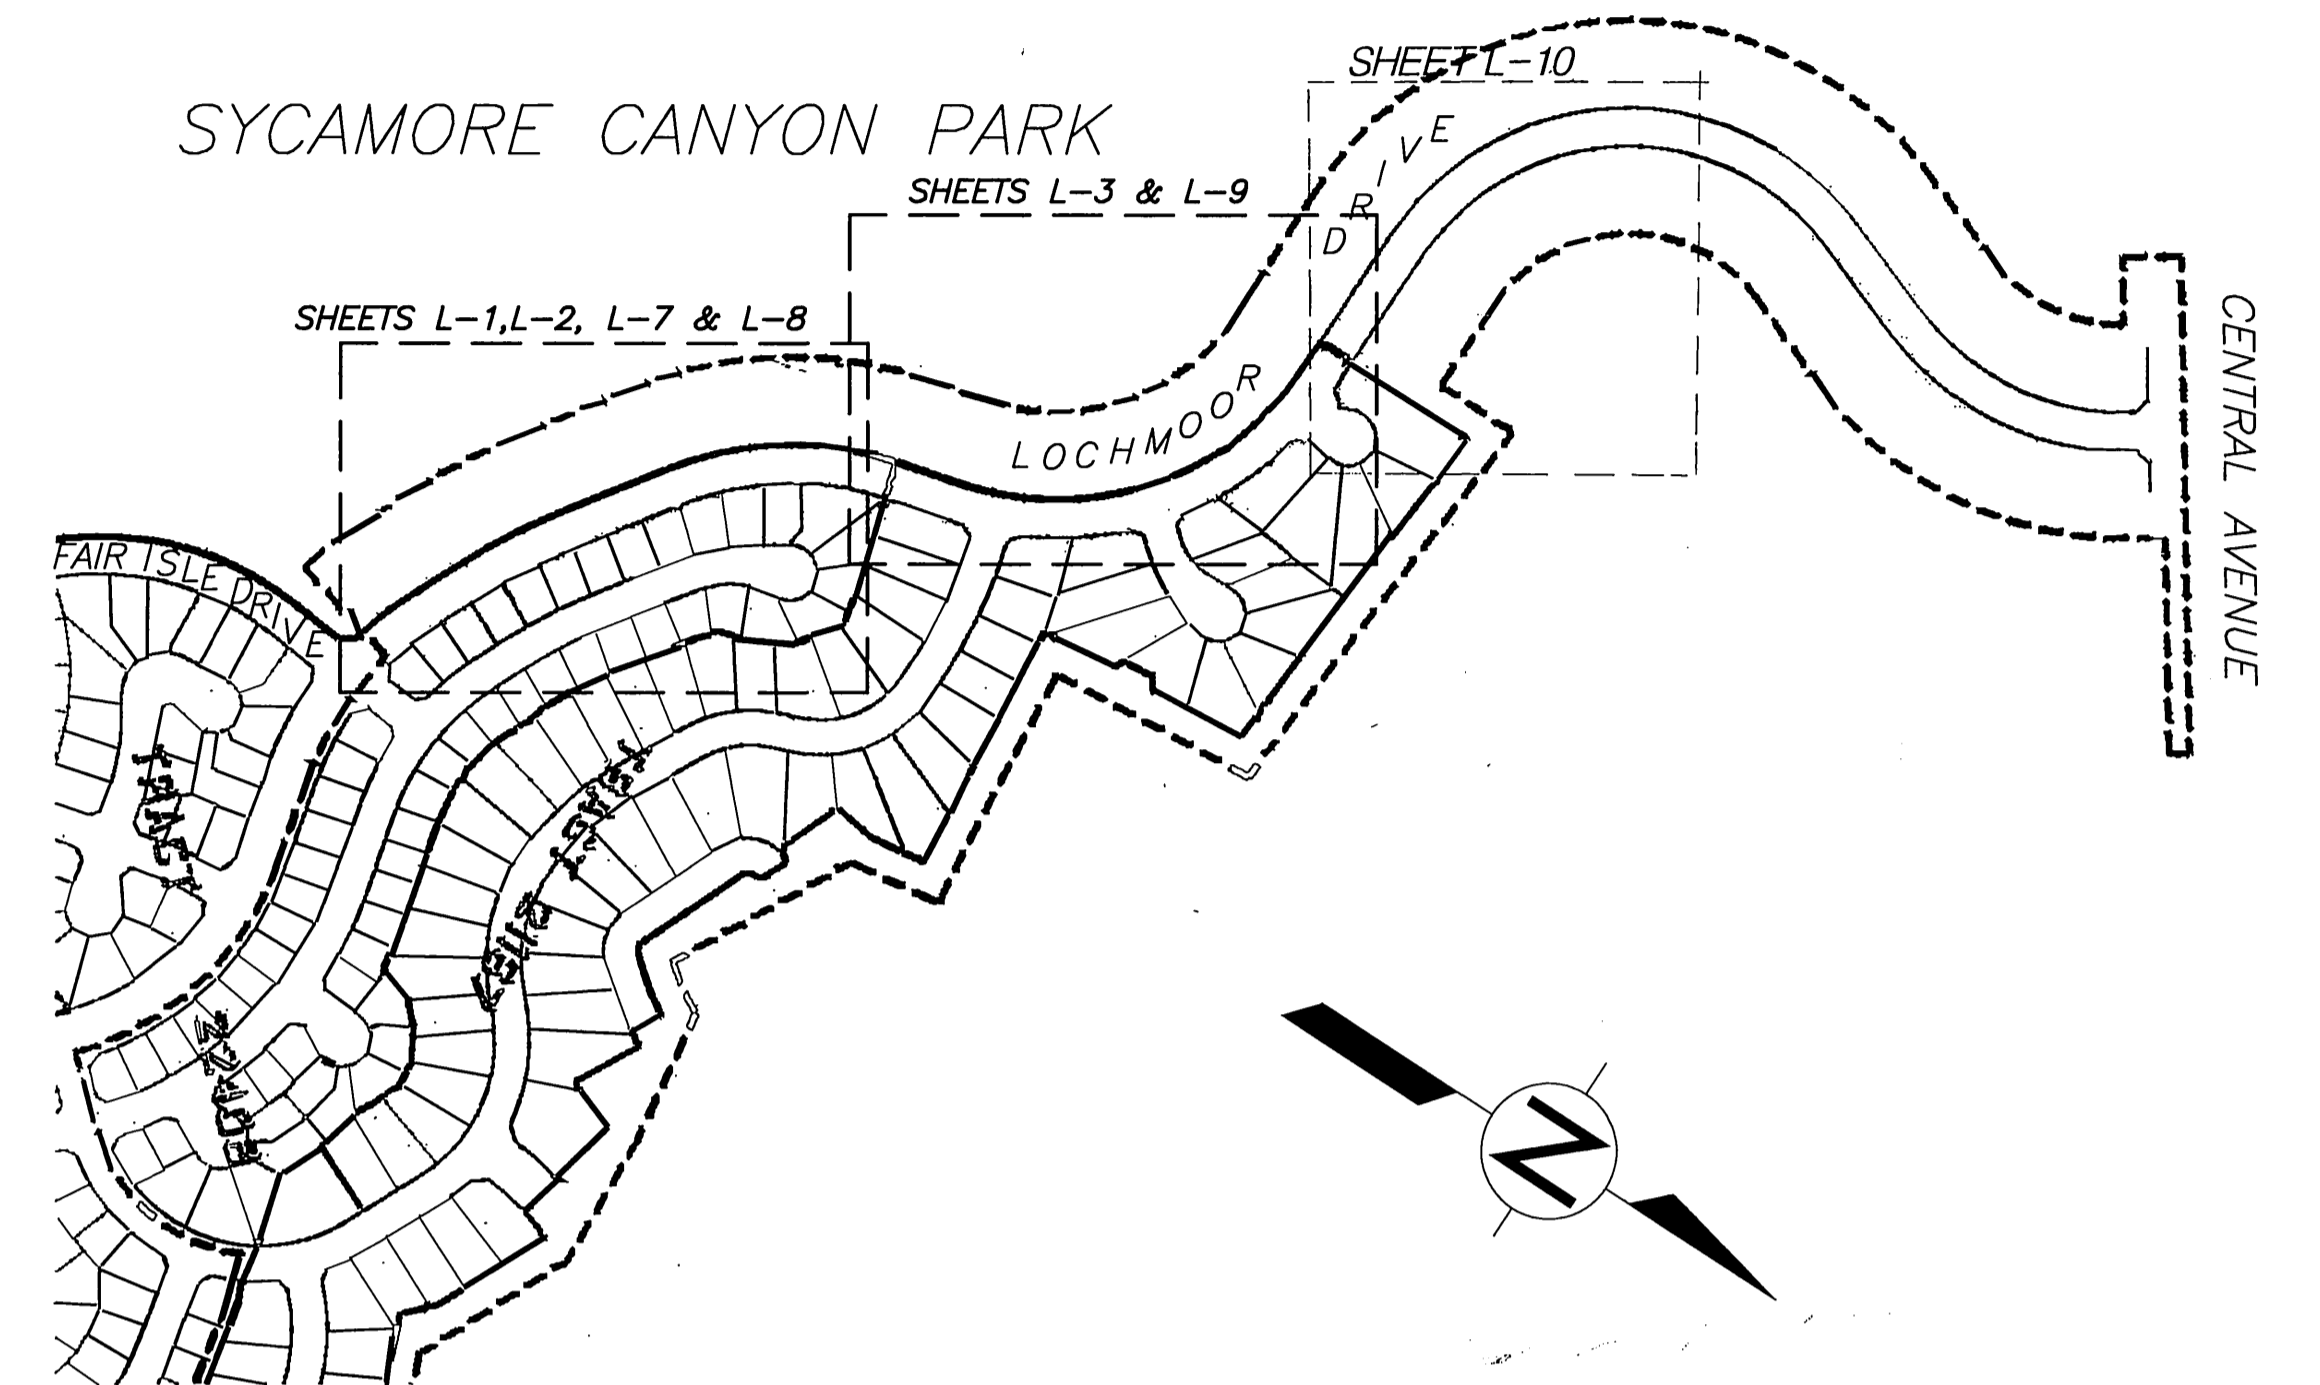 SHEET L-10
SYCAMORE CANYON PARK
SHEETS L-3 & L-9
SHEETS L-1,L-2, L-7 & L-8
LOCHMOOR DRIVE
CENTRAL AVENUE
FAIR ISLE DRIVE
N